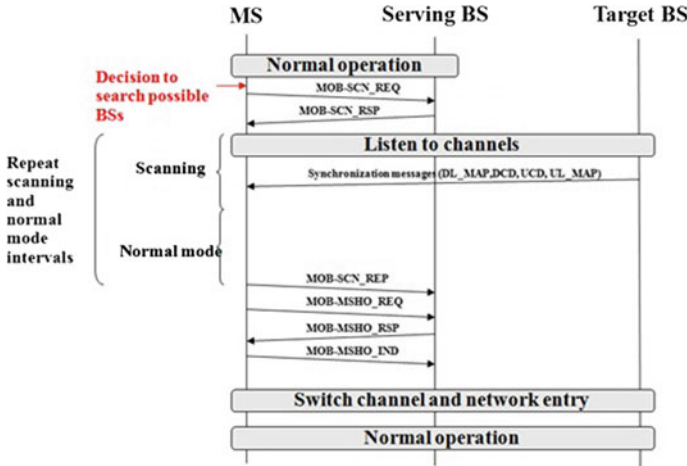 MS Serving BS Target BS
Normal operation
Decision to
search possible
BSs
MOB-SCN_REQ
MOB-SCN_RSP
Listen to channels
Repeat
scanning
and
normal
mode
intervals
Scanning
Synchronization messages (DL_MAP,DCD, UCD, UL_MAP)
Normal mode
MOB-SCN_REP
MOB-MSHO_REQ
MOB-MSHO_RSP
MOB-MSHO_IND
Switch channel and network entry
Normal operation